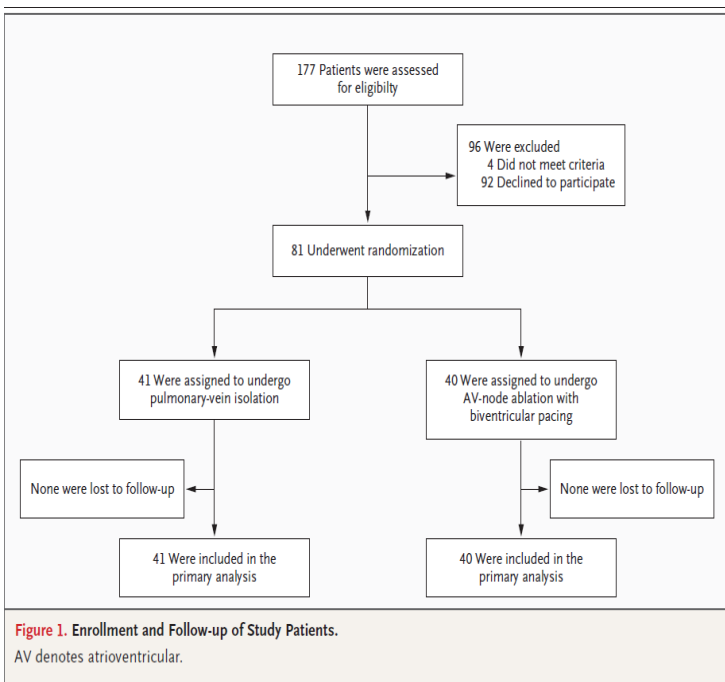 177 Patients were assessed
for eligibilty
96 Were excluded
4 Did not meet criteria
92 Declined to participate
81 Underwent randomization
41 Were assigned to undergo
pulmonary-vein isolation
40 Were assigned to undergo
AV-node ablation with
biventricular pacing
None were lost to follow-up
None were lost to follow-up
41 Were included in the
primary analysis
40 Were included in the
primary analysis
Figure 1. Enrollment and Follow-up of Study Patients.
AV denotes atrioventricular.